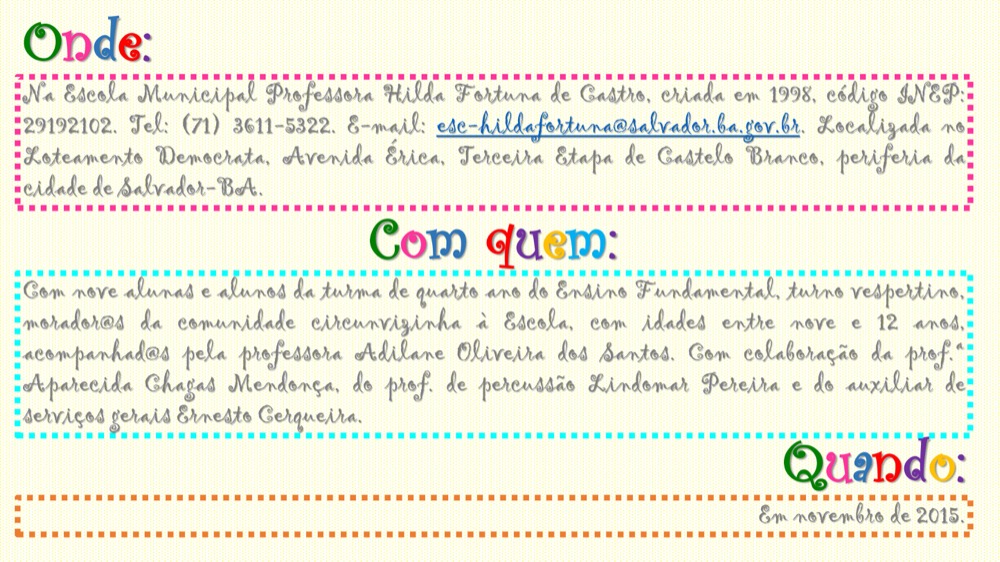 Onde:
Na Escola Municipal Professora Hilda Fortuna de Castro, criada em 1998, código INEP:
29192102. Tel: (71) 3611-5322. E-mail: esc-hildafortuna@salvador.ba.gov.br. Localizada no
Loteamento Democrata, Avenida Érica, Terceira Etapa de Castelo Branco, periferia da
cidade de Salvador-BA.
Com quem:
Com nove alunas e alunos da turma de quarto ano do Ensino Fundamental, turno vespertino,
morador@s da comunidade circunvizinha à Escola, com idades entre nove e 12 anos,
acompanhad@s pela professora Adilane Oliveira dos Santos. Com colaboração da prof.ª
Aparecida Chagas Mendonça, do prof. de percussão Lindomar Pereira e do auxiliar de
serviços gerais Ernesto Cerqueira.
Quando:
Em novembro de 2015.